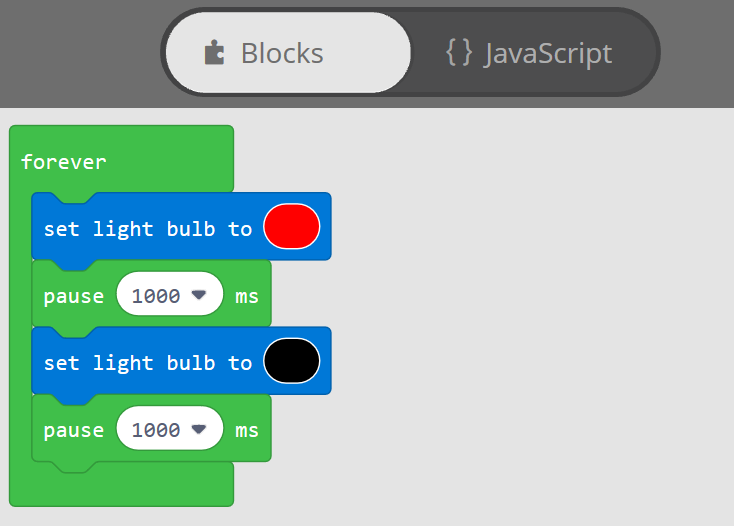 Blocks
{ } JavaScript
forever
set light bulb to
pause 1000 ms
set light bulb to
pause 1000 ms